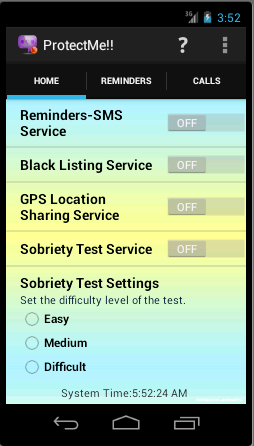 3G 3:52
ProtectMe!! ?
HOME REMINDERS CALLS
Reminders-SMS OFF
Service
Black Listing Service OFF
GPS Location OFF
Sharing Service
Sobriety Test Service OFF
Sobriety Test Settings
Set the difficulty level of the test.
Easy
Medium
Difficult
System Time:5:52:24 AM